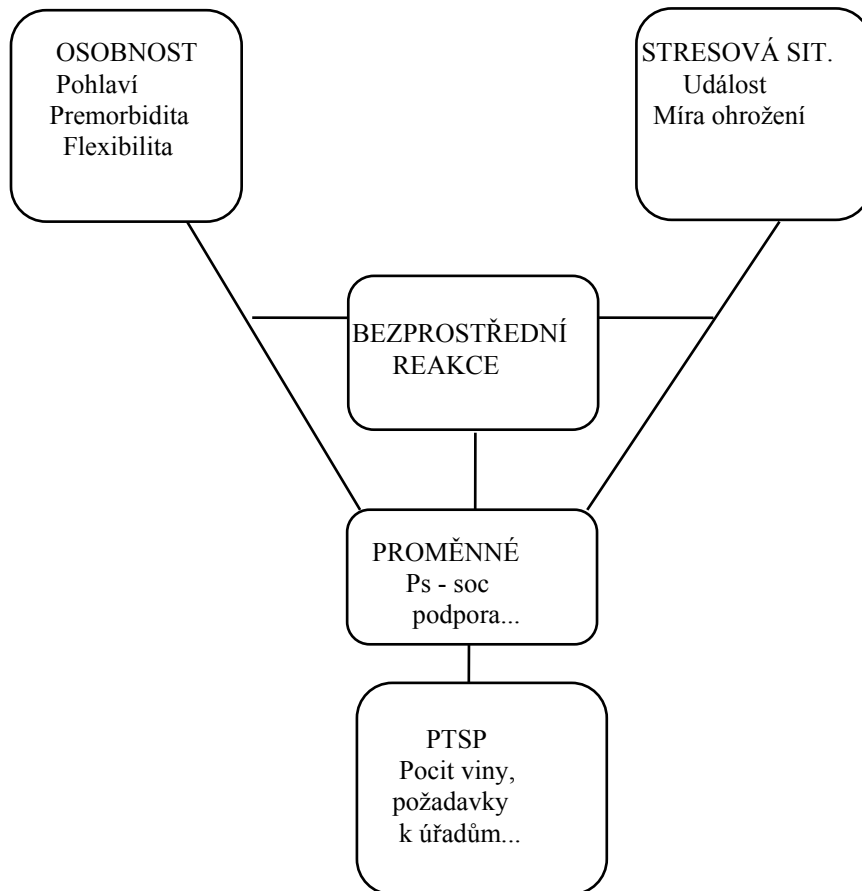 OSOBNOST
Pohlaví
Premorbidita
Flexibilita
STRESOVÁ SIT.
Událost
Míra ohrožení
BEZPROSTŘEDNÍ
REAKCE
PROMĚNNÉ
Ps - soc
podpora...
PTSP
Pocit viny,
požadavky
k úřadům...